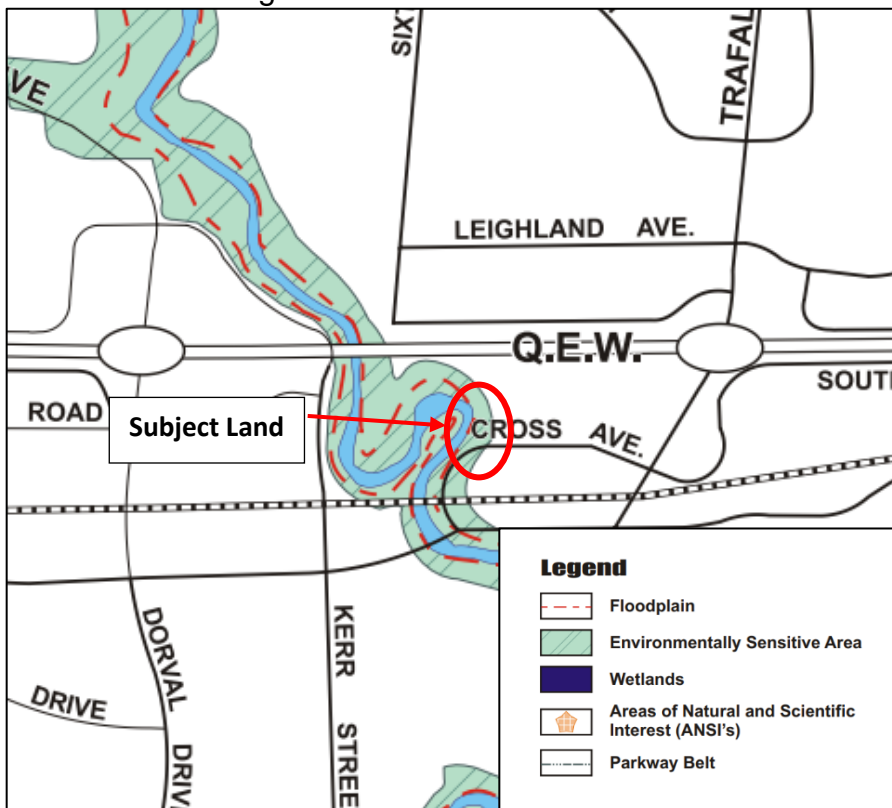 SIXT
TRAFAL
VE
LEIGHLAND AVE.
Q.E.W.
SOUTH
ROAD
Subject Land
CROSS AVE.
DORVAL DRIV
KERR STREE
DRIVE
Legend
Floodplain
Environmentally Sensitive Area
Wetlands
Areas of Natural and Scientific
Interest (ANSI's)
Parkway Belt